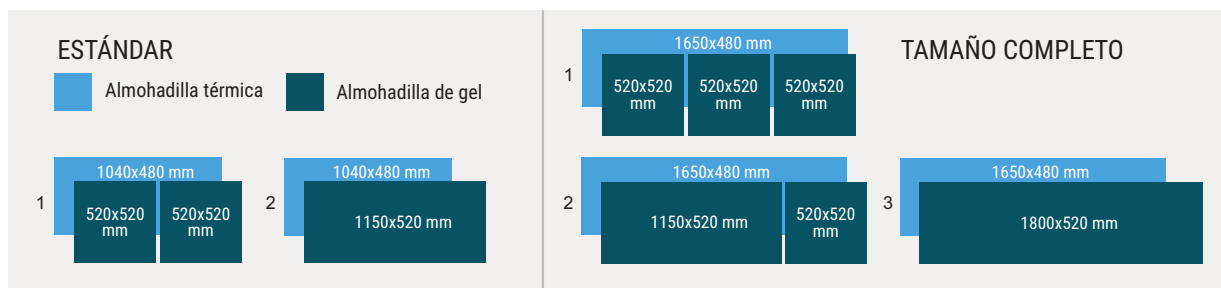 ESTÁNDAR
Almohadilla térmica
Almohadilla de gel
1
1040x480 mm
520x520
mm
520x520
mm
2
1040x480 mm
1150x520 mm
TAMAÑO COMPLETO
1
1650x480 mm
520x520
mm
520x520
mm
520x520
mm
2
1650x480 mm
1150x520 mm
520x520
mm
3
1650x480 mm
1800x520 mm